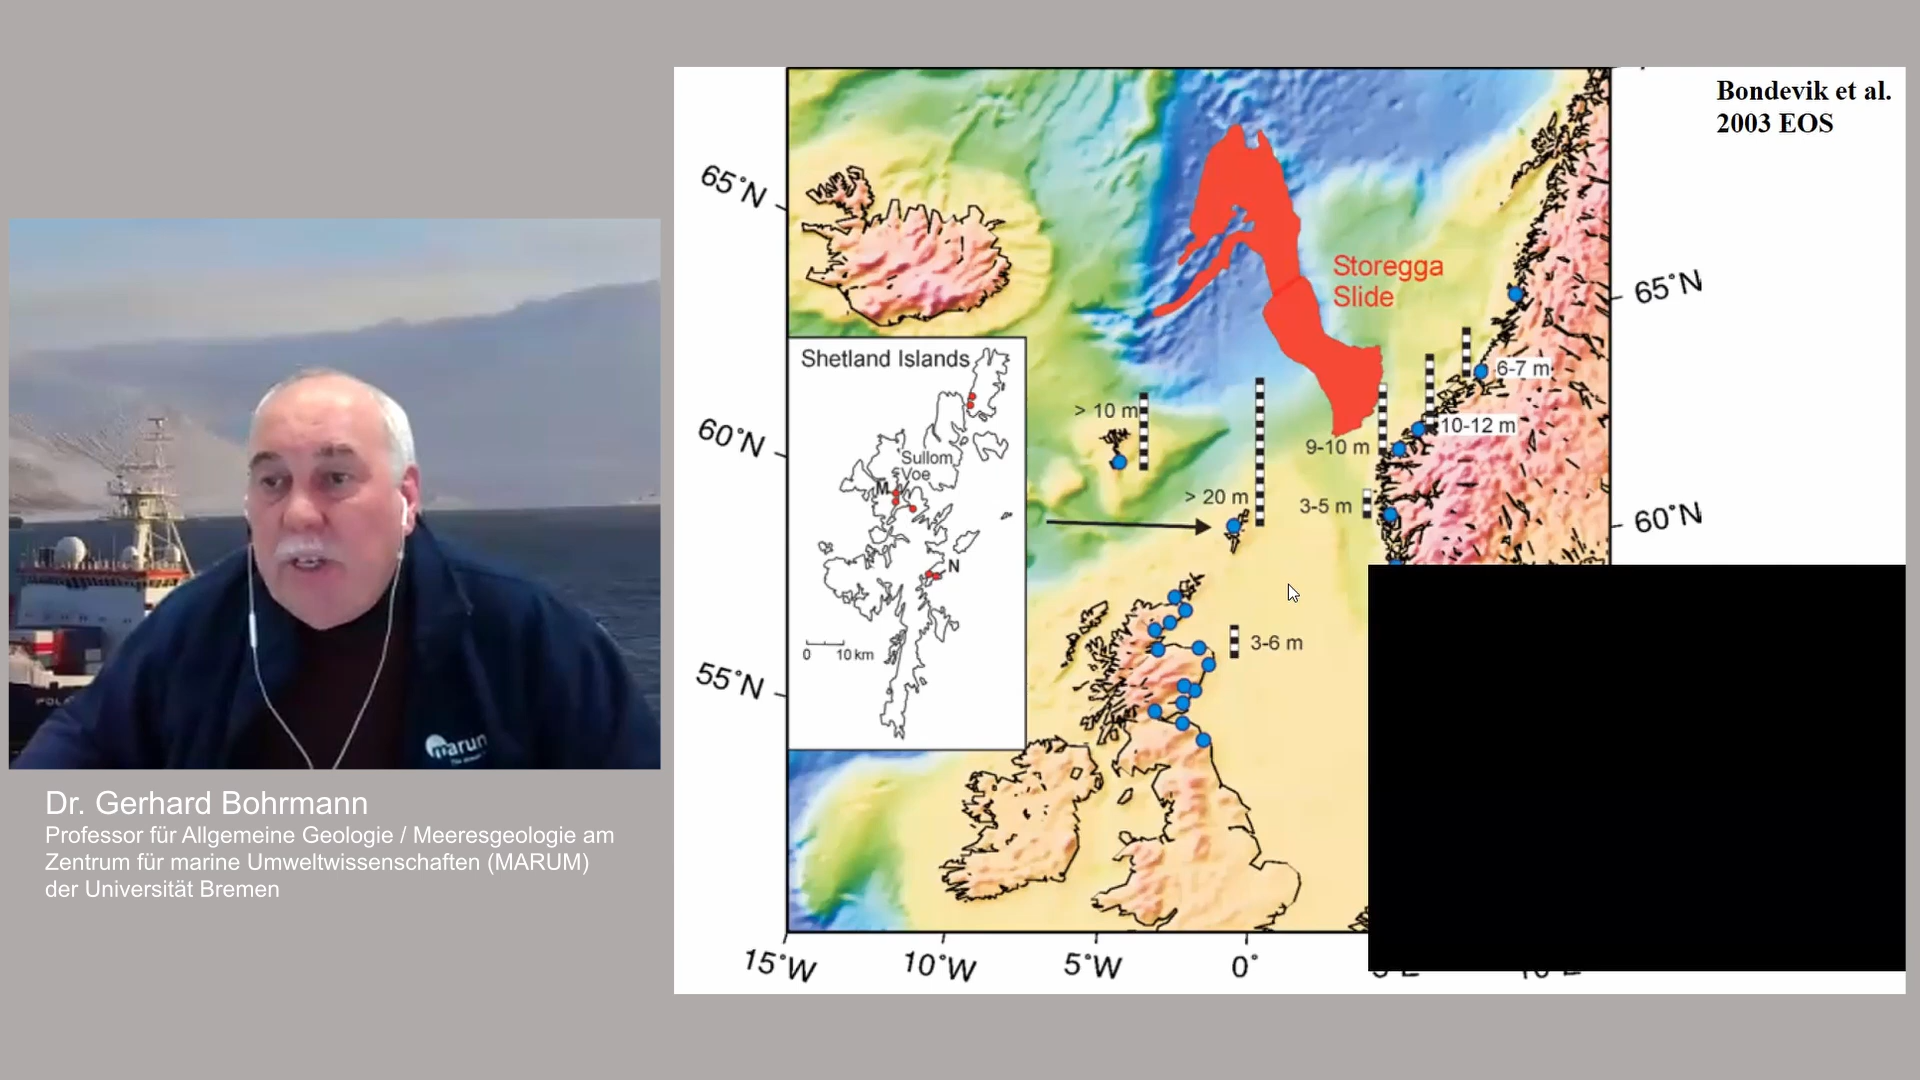 Bondevik et al.
2003 EOS
65°N
60°N
55°N
65°N
60°N
15°W
10°W
5°W
0°
Storegga
Slide
Shetland Islands
Sullom
Voe
M
N
0 10 km
> 10 m
> 20 m
9-10 m
3-5 m
6-7 m
10-12 m
3-6 m
marum
Dr. Gerhard Bohrmann
Professor für Allgemeine Geologie / Meeresgeologie am
Zentrum für marine Umweltwissenschaften (MARUM)
der Universität Bremen